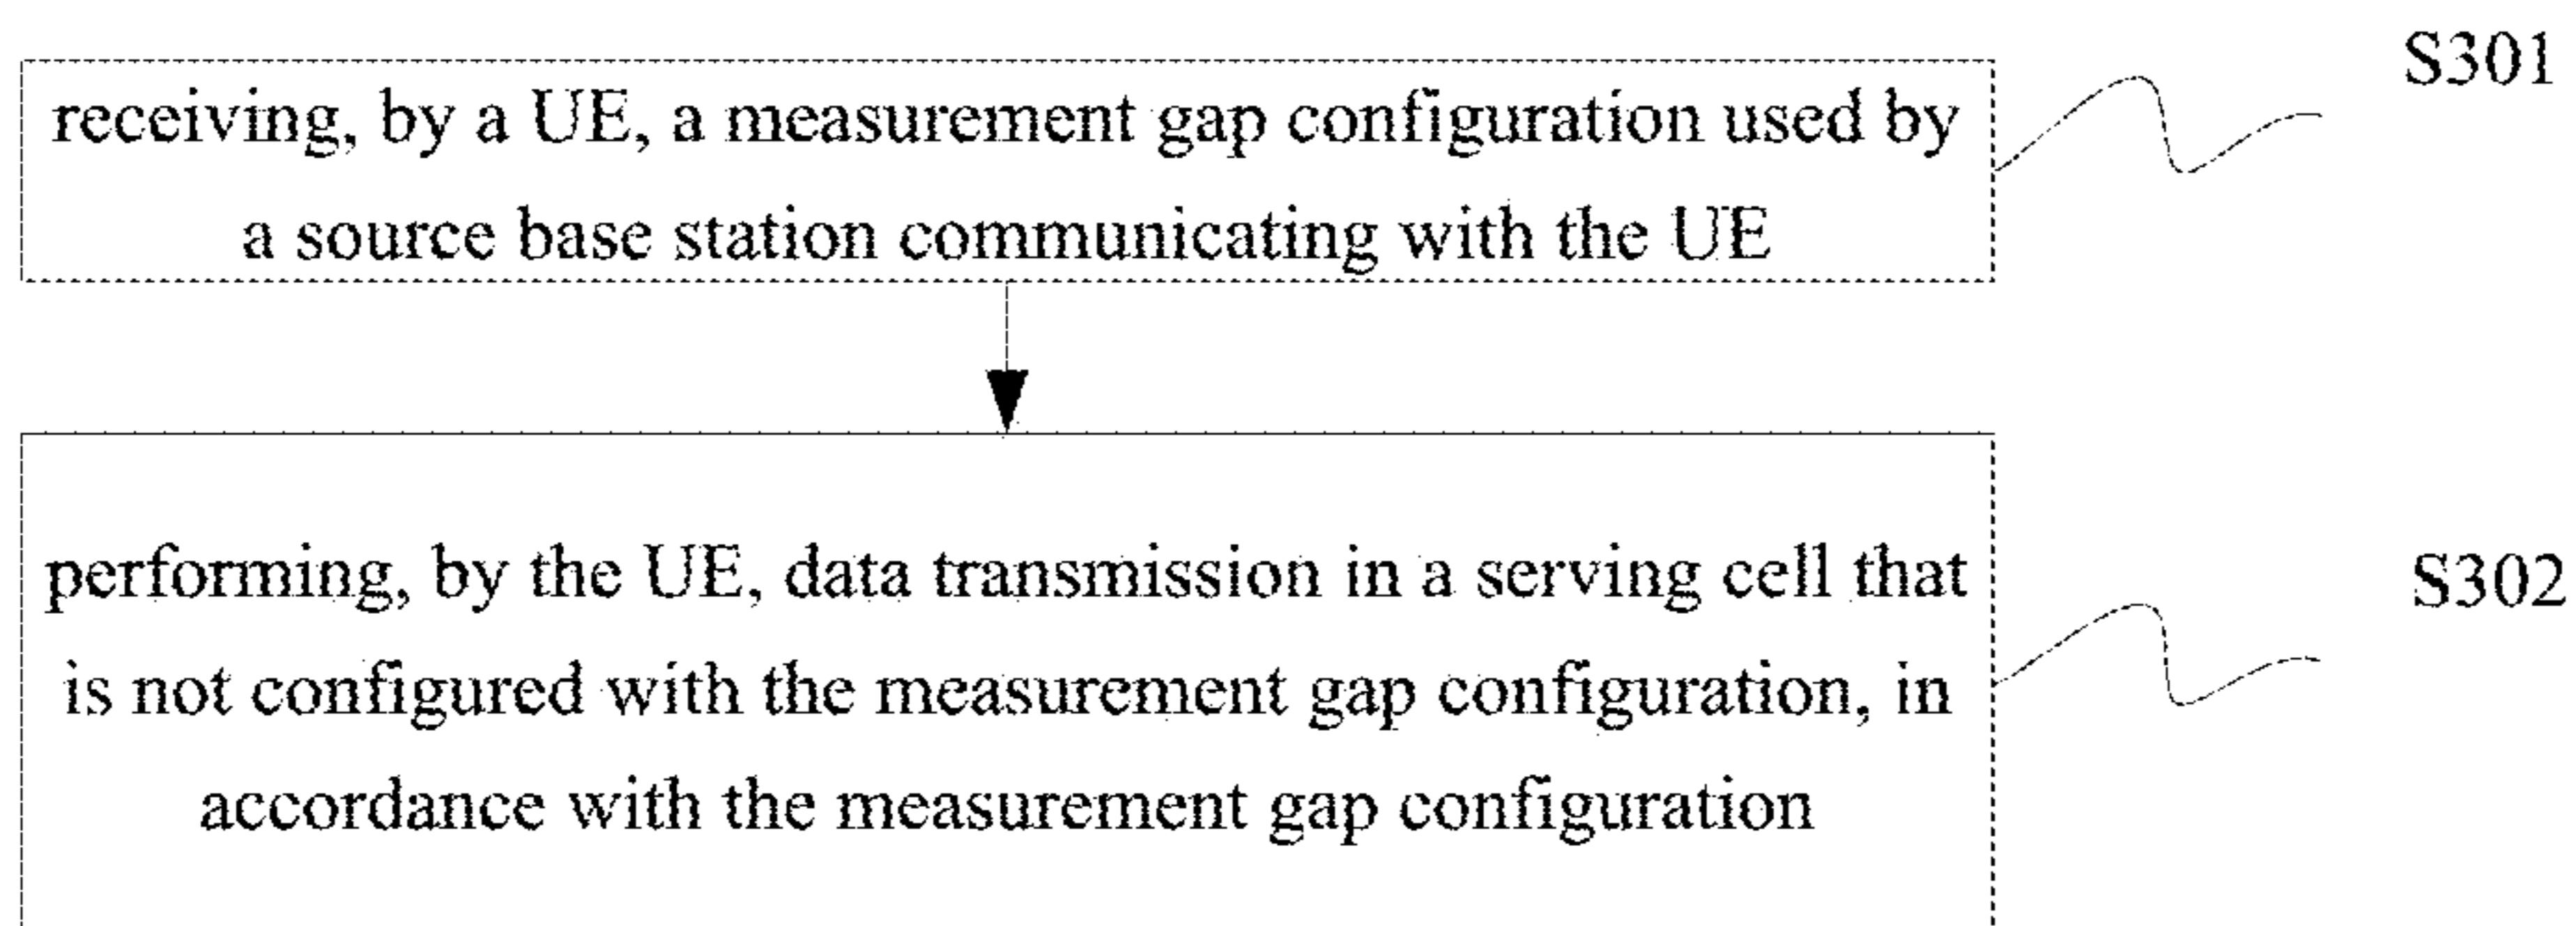 S301
receiving, by a UE, a measurement gap configuration used by
a source base station communicating with the UE
S302
performing, by the UE, data transmission in a serving cell that
is not configured with the measurement gap configuration, in
accordance with the measurement gap configuration